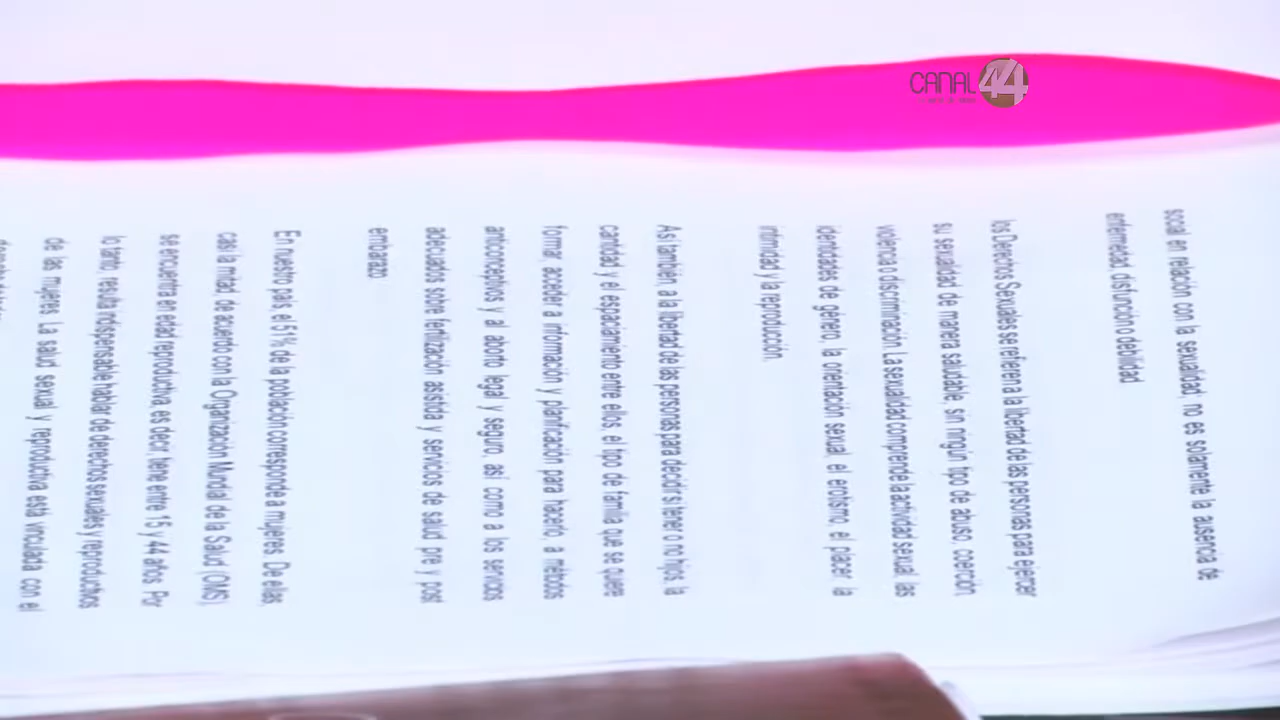 CANAL 44
social en relación con la sexualidad; no es solamente la ausencia de
enfermedad, disfunción o debilidad.
los Derechos Sexuales se refieren a la libertad de las personas para ejercer
su sexualidad de manera saludable, sin ningún tipo de abuso, coerción,
violencia o discriminación. La sexualidad comprende la actividad sexual, las
identidades de género, la orientación sexual, el erotismo, el placer, la
intimidad y la reproducción.
Así también, a la libertad de las personas para decidir si tener o no hijos, la
cantidad y el espaciamiento entre ellos, el tipo de familia que se quiere
formar, acceder a información y planificación para hacerlo, a métodos
anticonceptivos y al aborto legal y seguro, así como a los servicios
adecuados sobre fertilización asistida y servicios de salud pre y post
embarazo.
En nuestro país el 51% de la población corresponde a mujeres. De ellas,
casi la mitad, de acuerdo con la Organización Mundial de la Salud (OMS),
se encuentra en edad reproductiva, es decir, tiene entre 15 y 44 años. Por
lo tanto, resulta indispensable hablar de derechos sexuales y reproductivos
de las mujeres. La salud sexual y reproductiva está vinculada con el